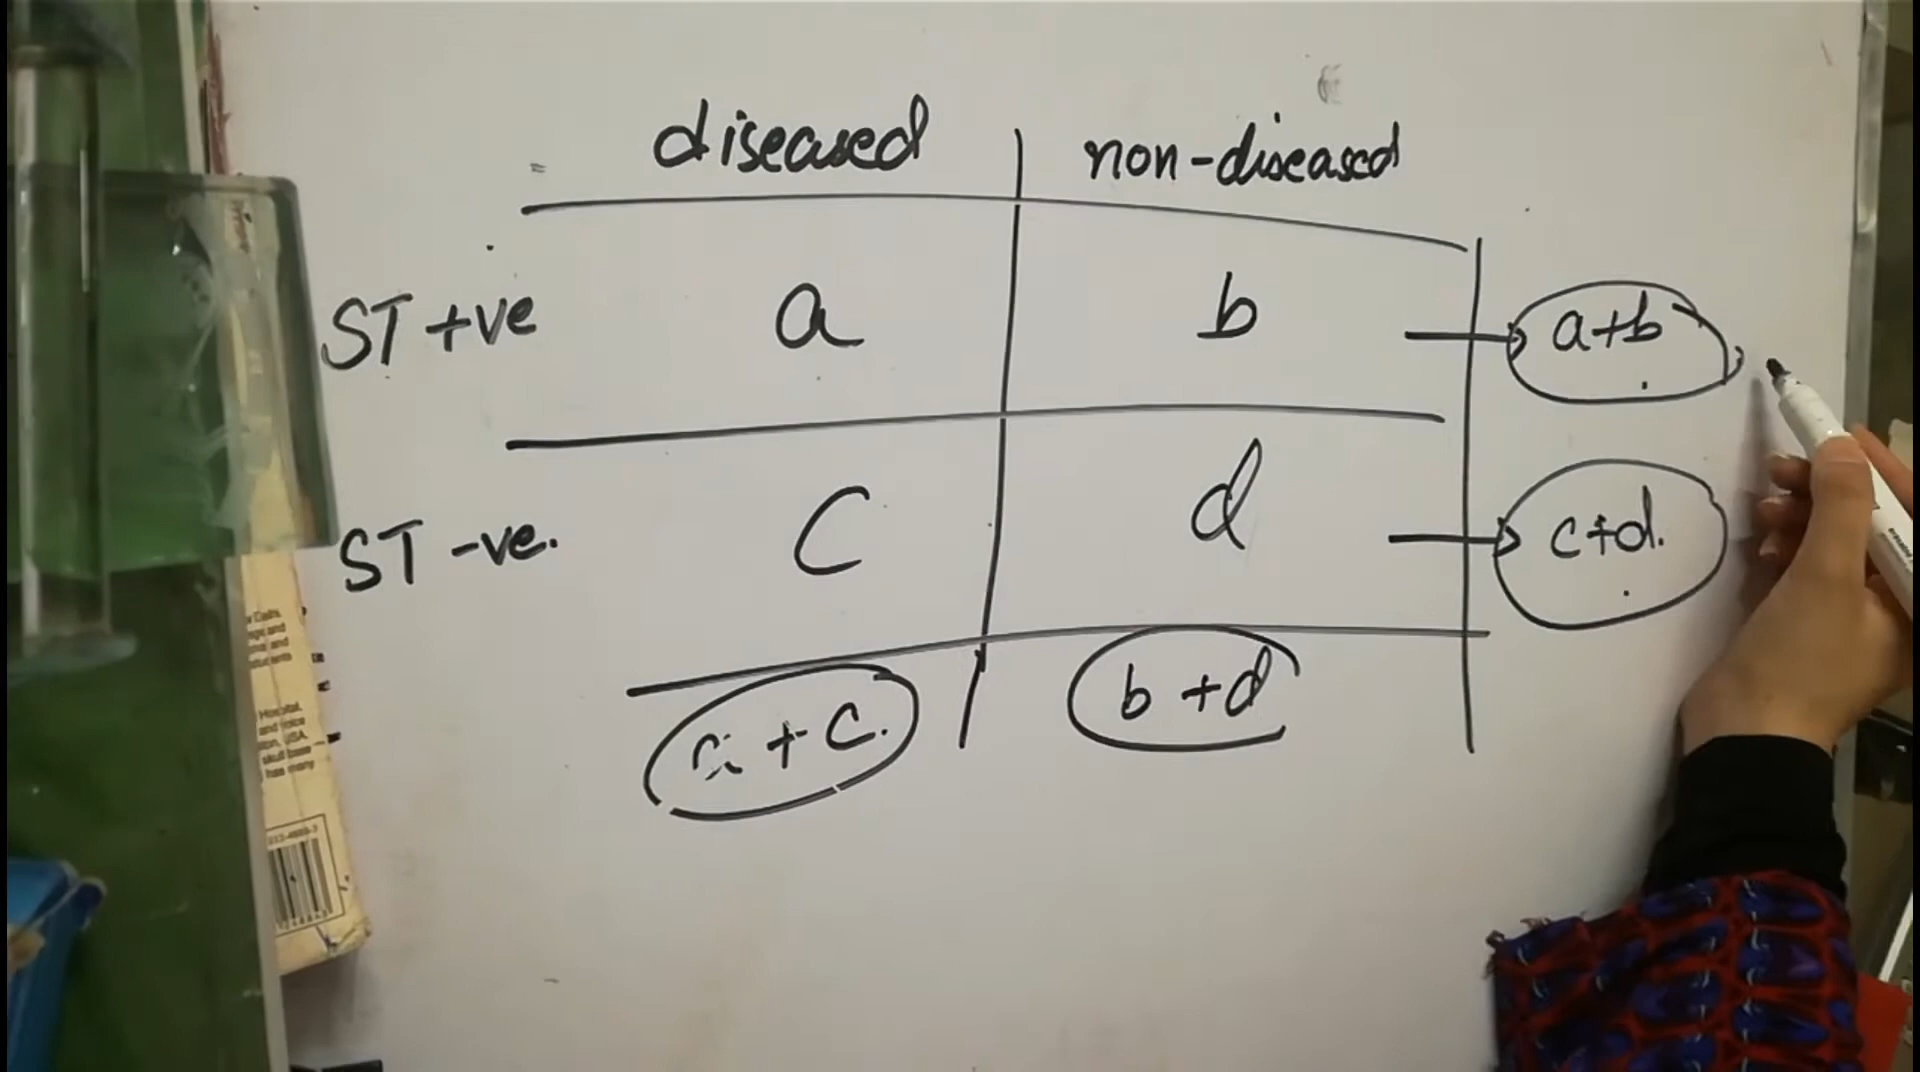 diseased non-diseased
ST +ve a b a+b
ST -ve. c d c+d.
a + c. b + d